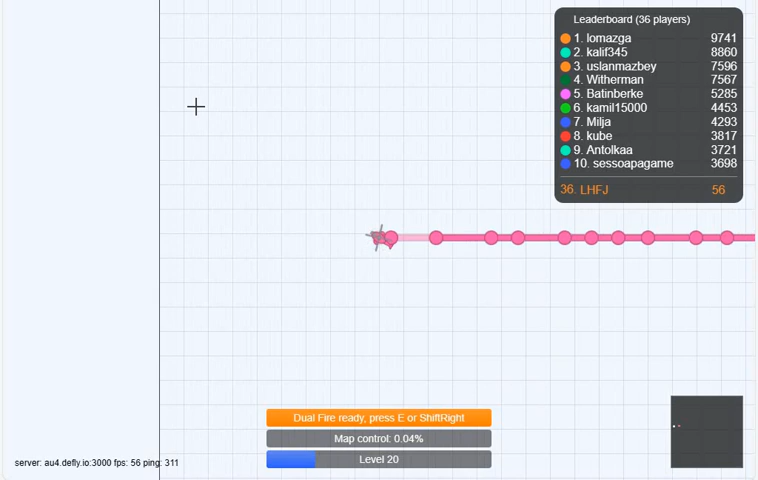 Leaderboard (36 players)
1. lomazga 9741
2. kalif345 8860
3. uslanmazbey 7596
4. Witherman 7567
5. Batinberke 5285
6. kamil15000 4453
7. Milja 4293
8. kube 3817
9. Antolkaa 3721
10. sessoapagame 3698
36. LHFJ 56
Dual Fire ready, press E or ShiftRight
Map control: 0.04%
Level 20
server: au4.defly.io:3000 fps: 56 ping: 311